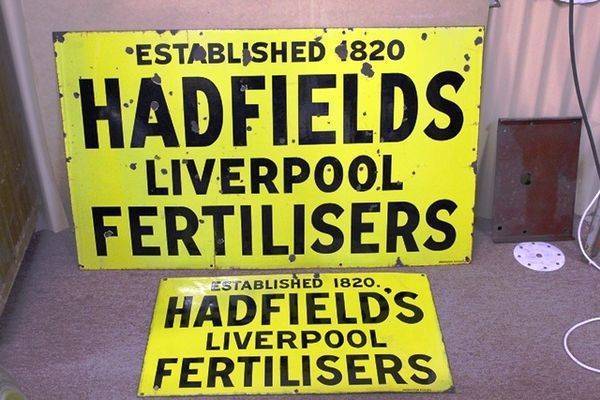 ESTABLISHED 1820
HADFIELDS
LIVERPOOL
FERTILISERS
ESTABLISHED 1820.
HADFIELD'S
LIVERPOOL
FERTILISERS